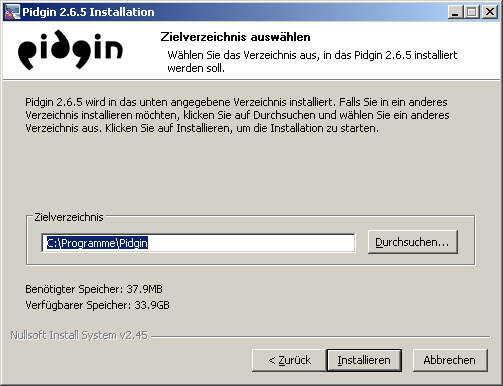 Pidgin 2.6.5 Installation
pidgin
Zielverzeichnis auswählen
Wählen Sie das Verzeichnis aus, in das Pidgin 2.6.5 installiert
werden soll.
Pidgin 2.6.5 wird in das unten angegebene Verzeichnis installiert. Falls Sie in ein anderes
Verzeichnis installieren möchten, klicken Sie auf Durchsuchen und wählen Sie ein anderes
Verzeichnis aus. Klicken Sie auf Installieren, um die Installation zu starten.
Zielverzeichnis
C:\Programme\Pidgin
Durchsuchen...
Benötigter Speicher: 37.9MB
Verfügbarer Speicher: 33.9GB
Nullsoft Install System v2.45
< Zurück
Installieren
Abbrechen